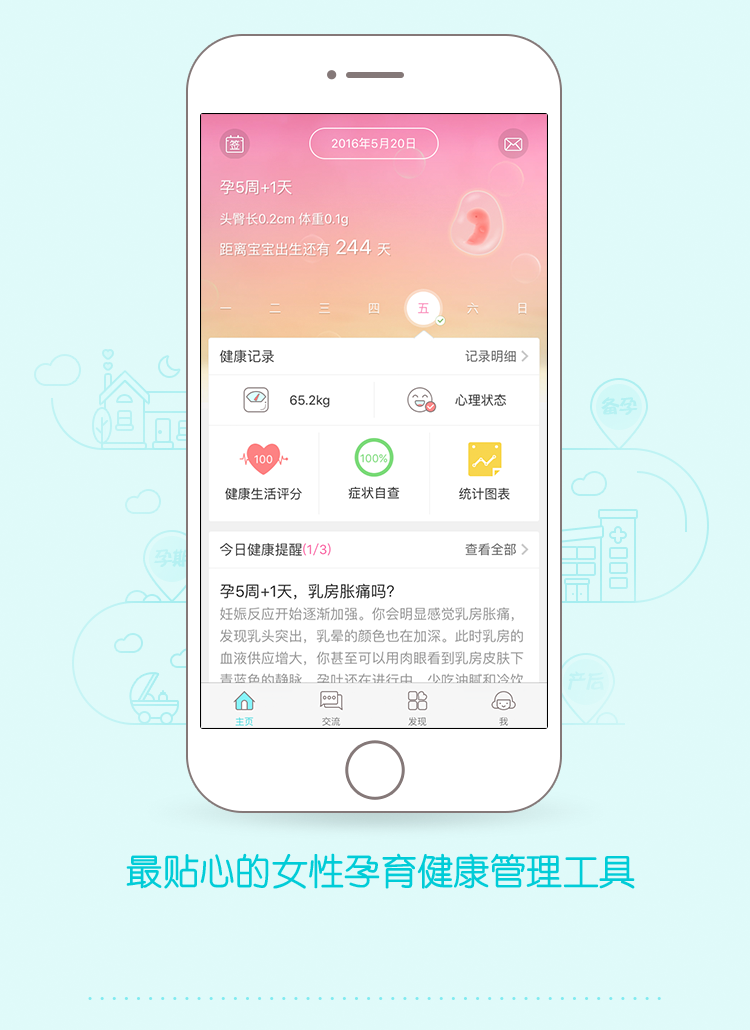 签
2016年5月20日
孕5周+1天
头臀长0.2cm 体重0.1g
距离宝宝出生还有 244 天
一 二 三 四 五 六 日
健康记录 记录明细
65.2kg 心理状态
备孕
100 100%
健康生活评分 症状自查 统计图表
今日健康提醒(1/3) 查看全部
孕期
孕5周+1天，乳房胀痛吗?
妊娠反应开始逐渐加强。你会明显感觉乳房胀痛，
发现乳头突出，乳晕的颜色也在加深。此时乳房的
血液供应增大，你甚至可以用肉眼看到乳房皮肤下
青蓝色的静脉。孕吐还在进行中，少吃油腻和冷饮
产后
主页 交流 发现 我
最贴心的女性孕育健康管理工具